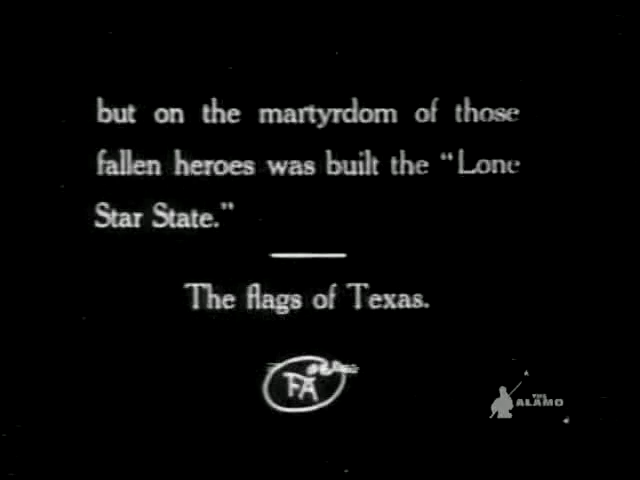 but on the martyrdom of those
fallen heroes was built the "Lone
Star State."
The flags of Texas.
FA
THE
ALAMO